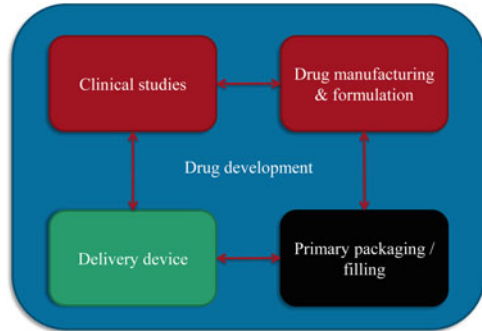 Clinical studies
Drug manufacturing
& formulation
Drug development
Delivery device
Primary packaging /
filling